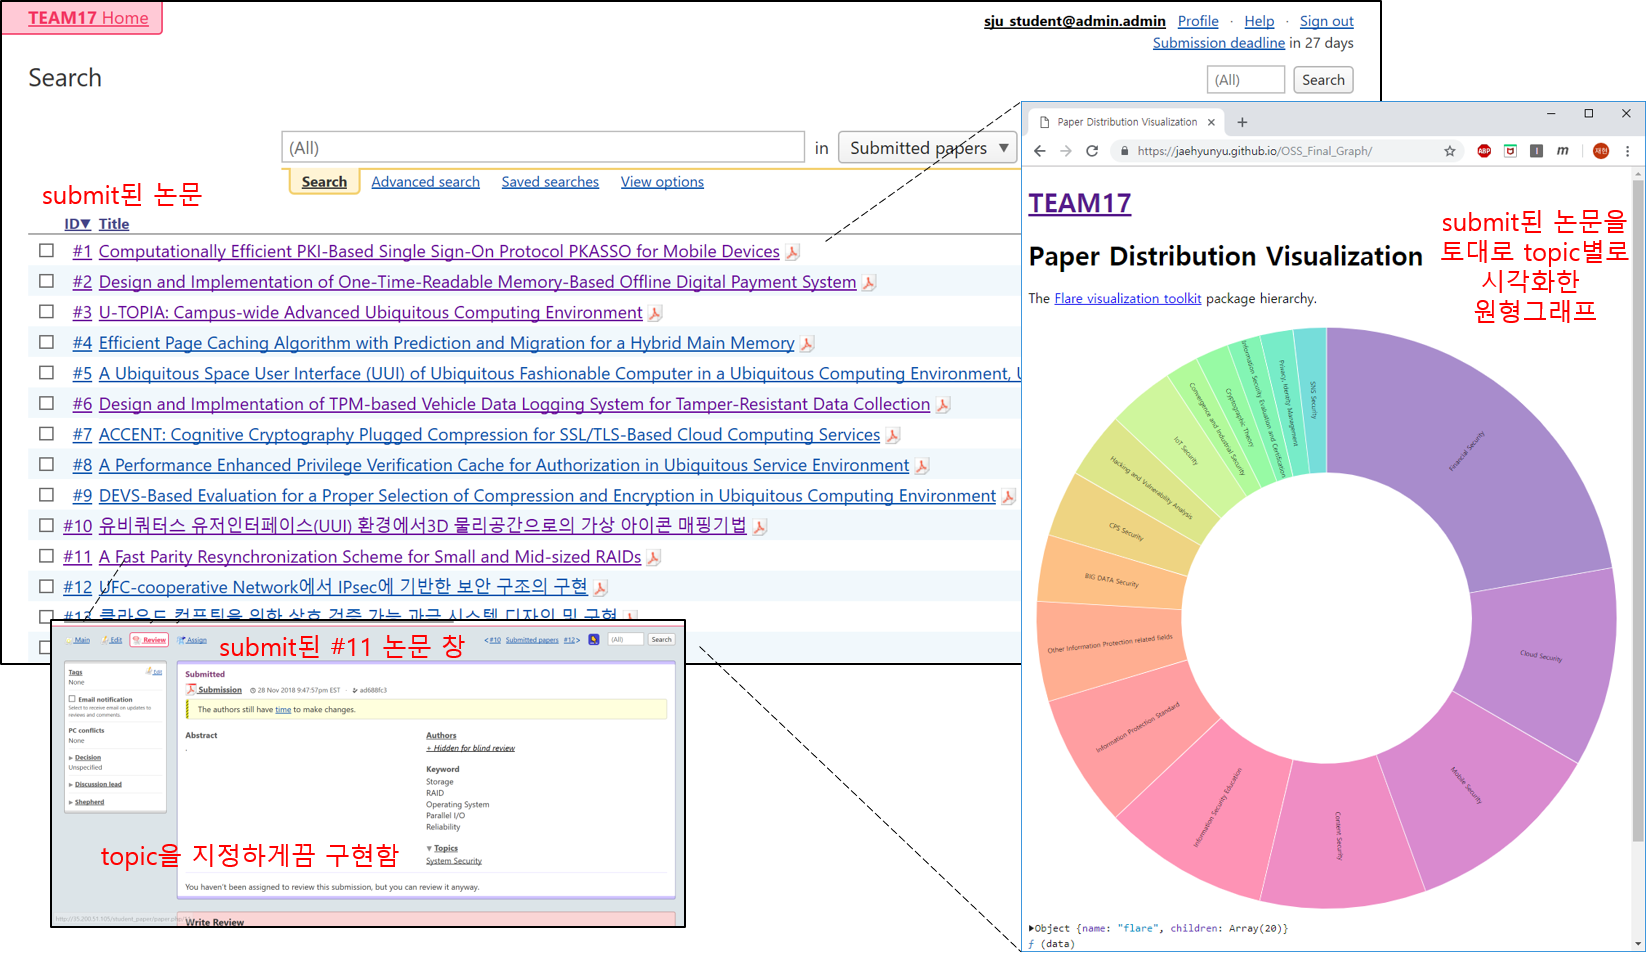 TEAM17 Home
sju_student@admin.admin Profile · Help · Sign out
Submission deadline in 27 days
Search
(All) Search
(All) in Submitted papers ▼
Search Advanced search Saved searches View options
submit된 논문
ID▼ Title
#1 Computationally Efficient PKI-Based Single Sign-On Protocol PKASSO for Mobile Devices
#2 Design and Implementation of One-Time-Readable Memory-Based Offline Digital Payment System
#3 U-TOPIA: Campus-wide Advanced Ubiquitous Computing Environment
#4 Efficient Page Caching Algorithm with Prediction and Migration for a Hybrid Main Memory
#5 A Ubiquitous Space User Interface (UUI) of Ubiquitous Fashionable Computer in a Ubiquitous Computing Environment, U
#6 Design and Implmentation of TPM-based Vehicle Data Logging System for Tamper-Resistant Data Collection
#7 ACCENT: Cognitive Cryptography Plugged Compression for SSL/TLS-Based Cloud Computing Services
#8 A Performance Enhanced Privilege Verification Cache for Authorization in Ubiquitous Service Environment
#9 DEVS-Based Evaluation for a Proper Selection of Compression and Encryption in Ubiquitous Computing Environment
#10 유비쿼터스 유저인터페이스(UUI) 환경에서3D 물리공간으로의 가상 아이콘 매핑기법
#11 A Fast Parity Resynchronization Scheme for Small and Mid-sized RAIDs
#12 UFC-cooperative Network에서 IPsec에 기반한 보안 구조의 구현
#13 클라우드 컴퓨팅을 위한 상호 검증 가능 과금 시스템 디자인 및 구현
Main Edit Review Assign
<#10 Submitted papers #12> (All) Search
submit된 #11 논문 창
Tags Edit
None
Email notification
Select to receive email on updates to
reviews and comments.
PC conflicts
None
▸ Decision
Unspecified
▸ Discussion lead
▸ Shepherd
Submitted
Submission 28 Nov 2018 9:47:57pm EST · ad688fc3
The authors still have time to make changes.
Abstract
.
Authors
+ Hidden for blind review
Keyword
Storage
RAID
Operating System
Parallel I/O
Reliability
▼ Topics
System Security
topic을 지정하게끔 구현함
You haven't been assigned to review this submission, but you can review it anyway.
Write Review
Paper Distribution Visualization
https://jaehyunyu.github.io/OSS_Final_Graph/
ABP
m
재현
TEAM17
Paper Distribution Visualization
The Flare visualization toolkit package hierarchy.
submit된 논문을
토대로 topic별로
시각화한
원형그래프
Financial Security
Cloud Security
Mobile Security
Content Security
Information Security Education
Information Protection Standard
Other Information Protection related fields
BIG DATA Security
CPS Security
Hacking and Vulnerability Analysis
IoT Security
Convergence and Industrial Security
Cryptographic Theory
Information Security Evaluation and Certification
Privacy, Identity Management
SNS Security
▶Object {name: "flare", children: Array(20)}
ƒ (data)